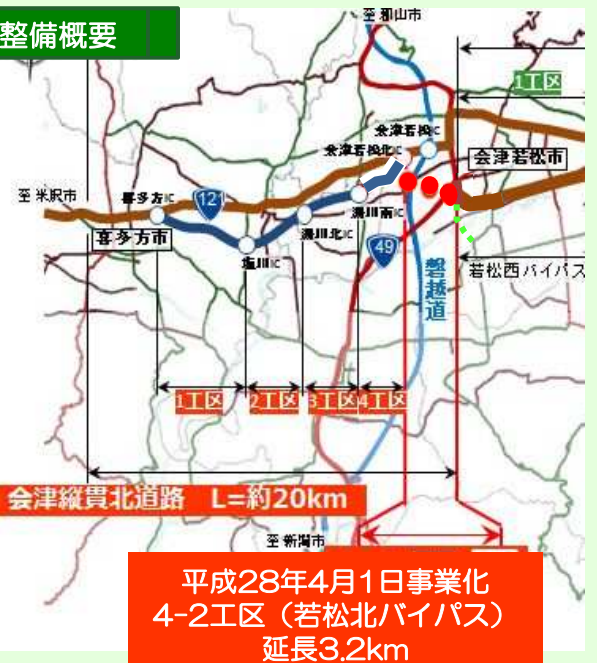 整備概要
至 郡山市
1工区
会津若松IC
会津若松北IC
会津若松市
至 米沢市
喜多方IC
121
湯川南IC
喜多方市
湯川北IC
49
塩川IC
磐越道
若松西バイパス
1工区
2工区
3工区
4工区
会津縦貫北道路 L=約20km
至 新潟市
平成28年4月1日事業化
4-2工区（若松北バイパス）
延長3.2km